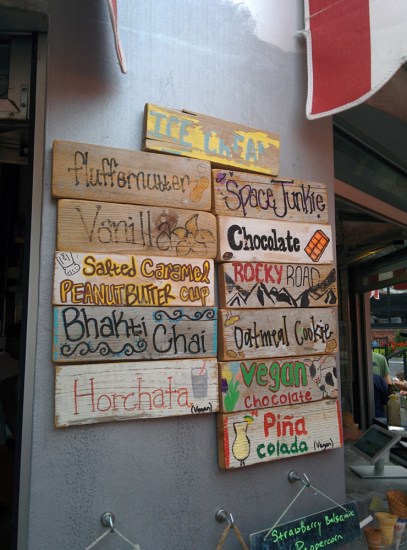 ICE CREAM
fluffernutter
Vanilla
Salted Caramel
PEANUT BUTTER CUP
Bhakti Chai
Horchata
(Vegan)
Space Junkie
Chocolate
ROCKY ROAD
Oatmeal Cookie
Vegan
chocolate
Piña
colada (Vegan)
Strawberry Balsamic
Peppercorn